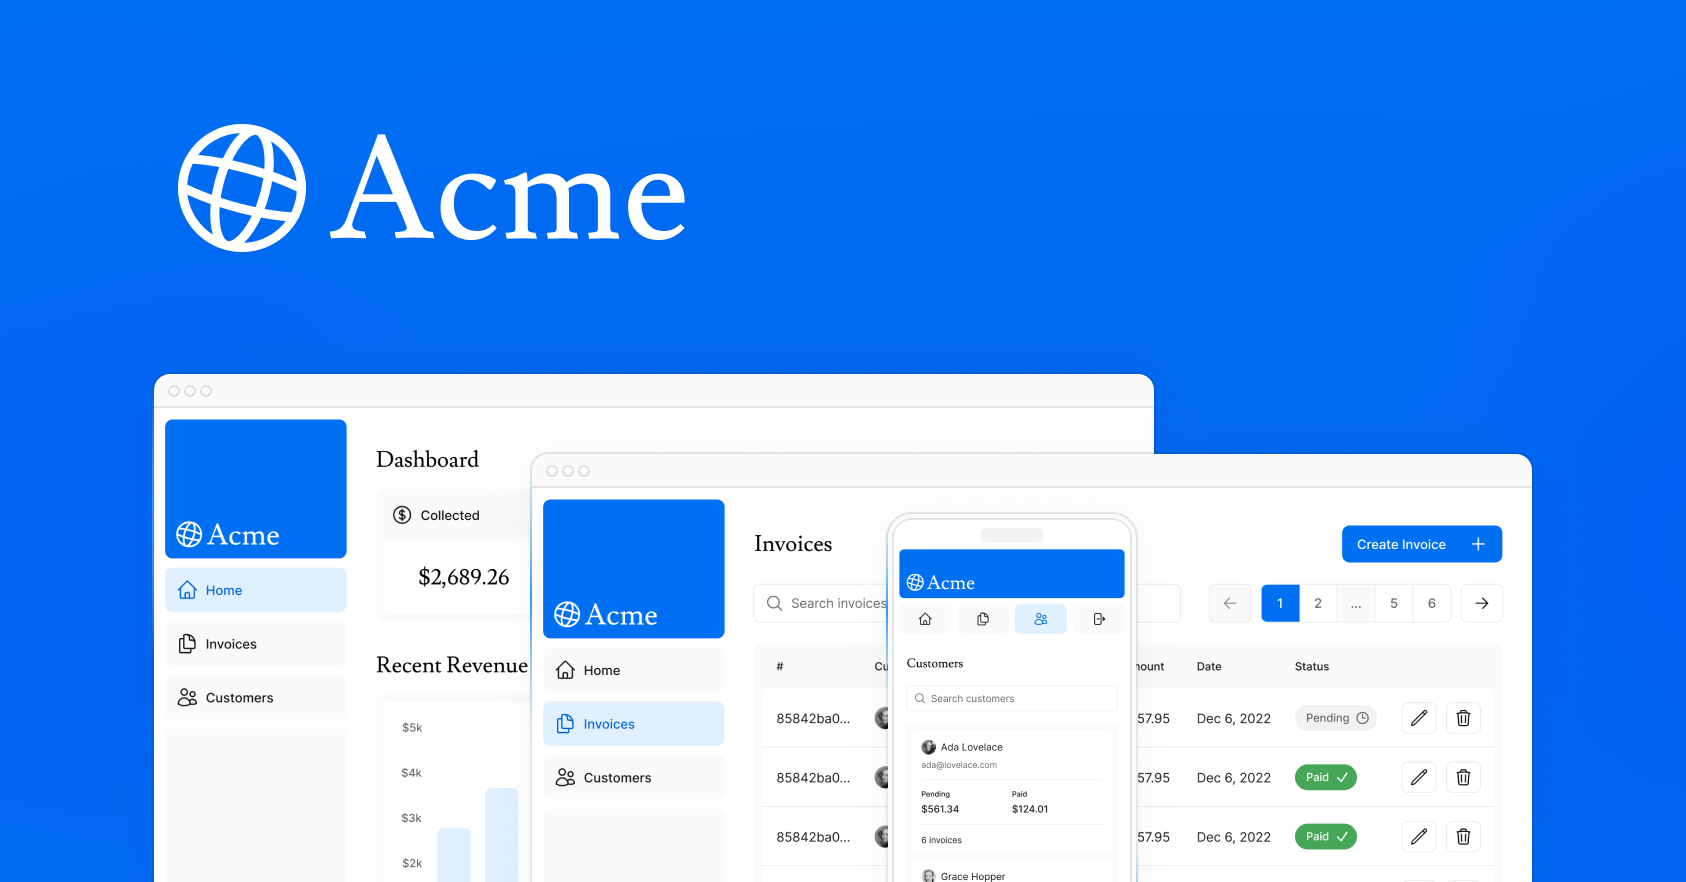 Acme
Acme
Home
Invoices
Customers
Dashboard
Collected
$2,689.26
Recent Revenue
$5k
$4k
$3k
$2k
Acme
Home
Invoices
Customers
Invoices
Create Invoice
Search invoices
1 2 ... 5 6
# Date Status
85842ba0... 57.95 Dec 6, 2022 Pending
85842ba0... 57.95 Dec 6, 2022 Paid
85842ba0... 57.95 Dec 6, 2022 Paid
Acme
Customers
Search customers
Ada Lovelace
ada@lovelace.com
Pending Paid
$561.34 $124.01
6 invoices
Grace Hopper